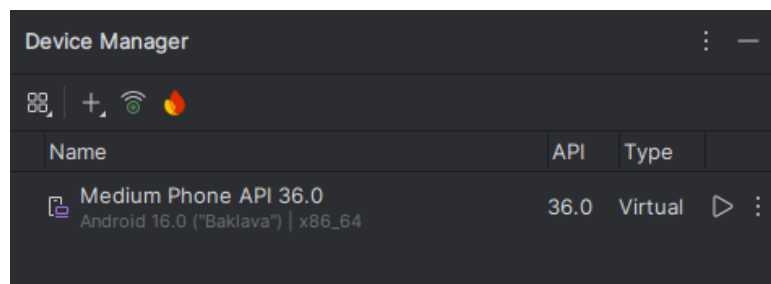 Device Manager
Name API Type
Medium Phone API 36.0 36.0 Virtual
Android 16.0 ("Baklava") | x86_64